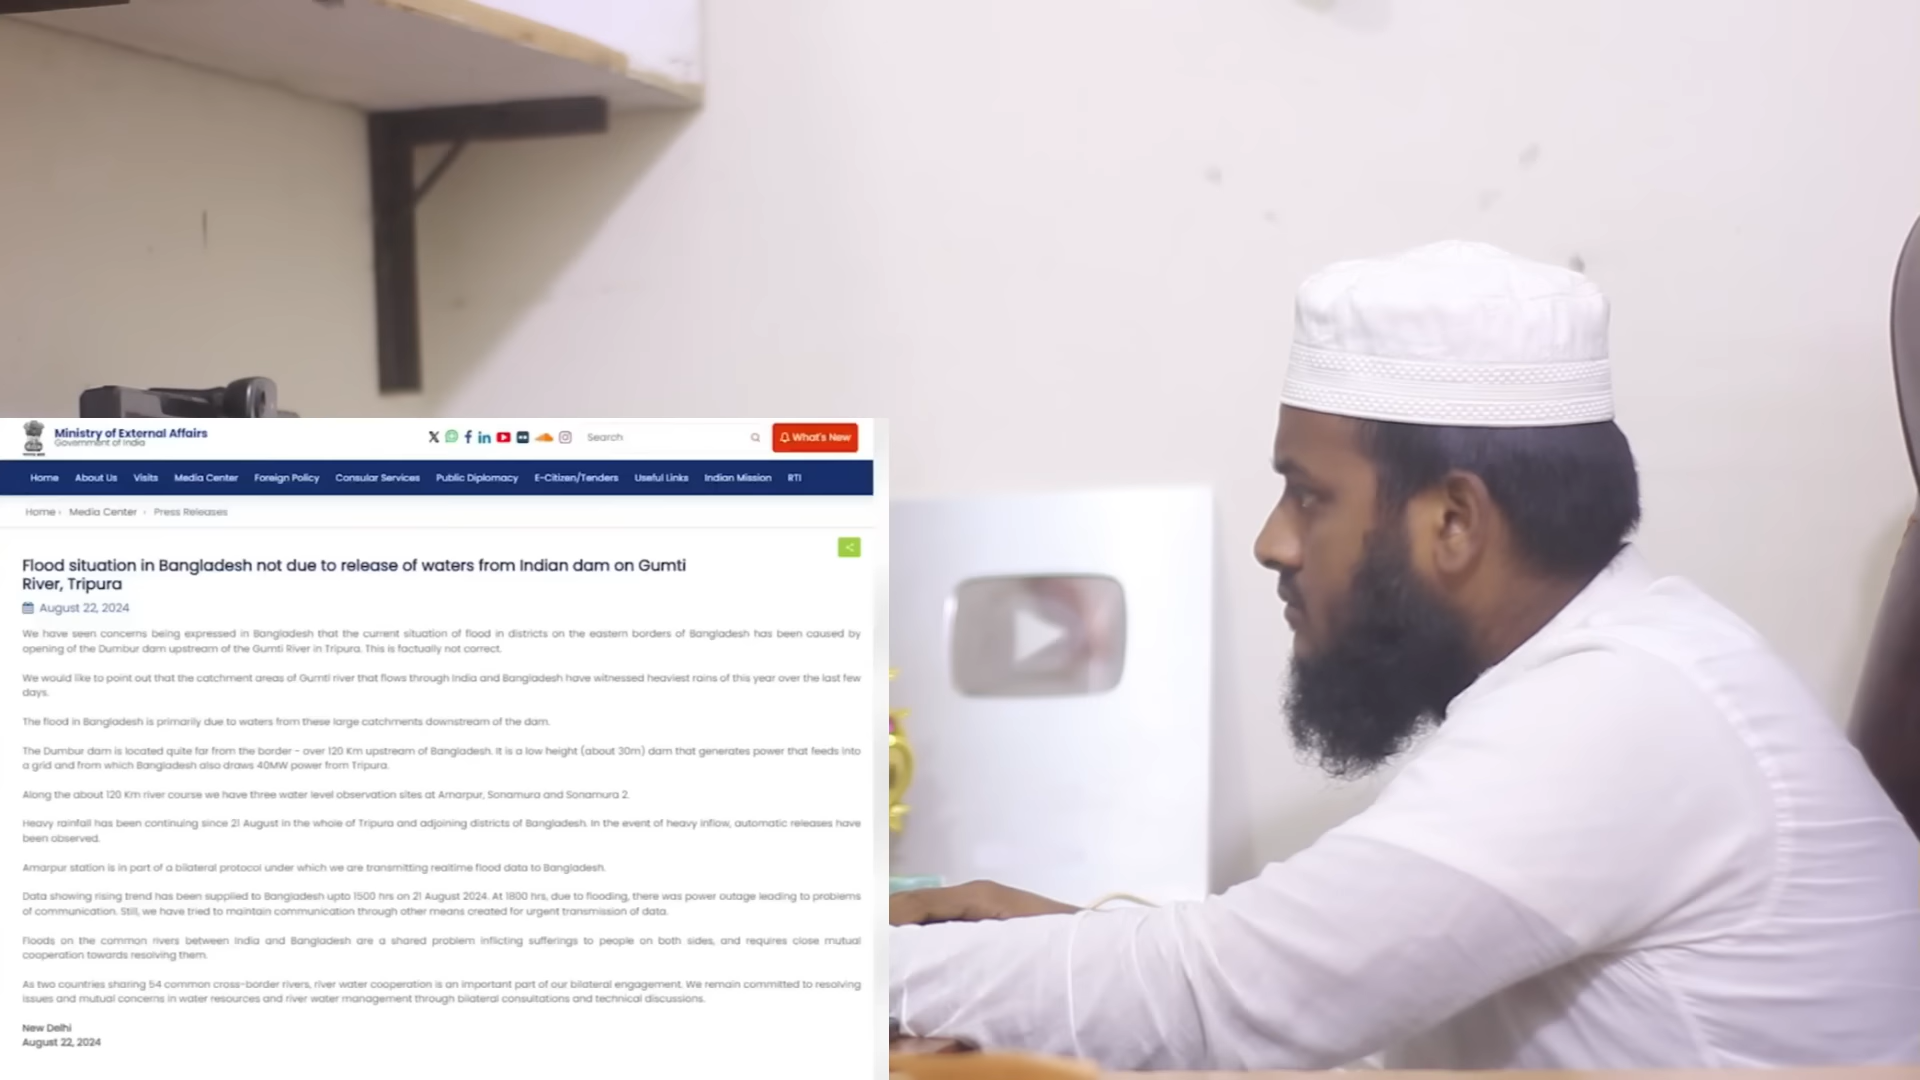 Ministry of External Affairs
Government of India
Search
What's New
Home About Us Visits Media Center Foreign Policy Consular Services Public Diplomacy E-Citizen/Tenders Useful Links Indian Mission RTI
Home › Media Center › Press Releases
Flood situation in Bangladesh not due to release of waters from Indian dam on Gumti
River, Tripura
August 22, 2024
We have seen concerns being expressed in Bangladesh that the current situation of flood in districts on the eastern borders of Bangladesh has been caused by
opening of the Dumbur dam upstream of the Gumti River in Tripura. This is factually not correct.
We would like to point out that the catchment areas of Gumti river that flows through India and Bangladesh have witnessed heaviest rains of this year over the last few
days.
The flood in Bangladesh is primarily due to waters from these large catchments downstream of the dam.
The Dumbur dam is located quite far from the border - over 120 Km upstream of Bangladesh. It is a low height (about 30m) dam that generates power that feeds into
a grid and from which Bangladesh also draws 40MW power from Tripura.
Along the about 120 Km river course we have three water level observation sites at Amarpur, Sonamura and Sonamura 2.
Heavy rainfall has been continuing since 21 August in the whole of Tripura and adjoining districts of Bangladesh. In the event of heavy inflow, automatic releases have
been observed.
Amarpur station is in part of a bilateral protocol under which we are transmitting realtime flood data to Bangladesh.
Data showing rising trend has been supplied to Bangladesh upto 1500 hrs on 21 August 2024. At 1800 hrs, due to flooding, there was power outage leading to problems
of communication. Still, we have tried to maintain communication through other means created for urgent transmission of data.
Floods on the common rivers between India and Bangladesh are a shared problem inflicting sufferings to people on both sides, and requires close mutual
cooperation towards resolving them.
As two countries sharing 54 common cross-border rivers, river water cooperation is an important part of our bilateral engagement. We remain committed to resolving
issues and mutual concerns in water resources and river water management through bilateral consultations and technical discussions.
New Delhi
August 22, 2024